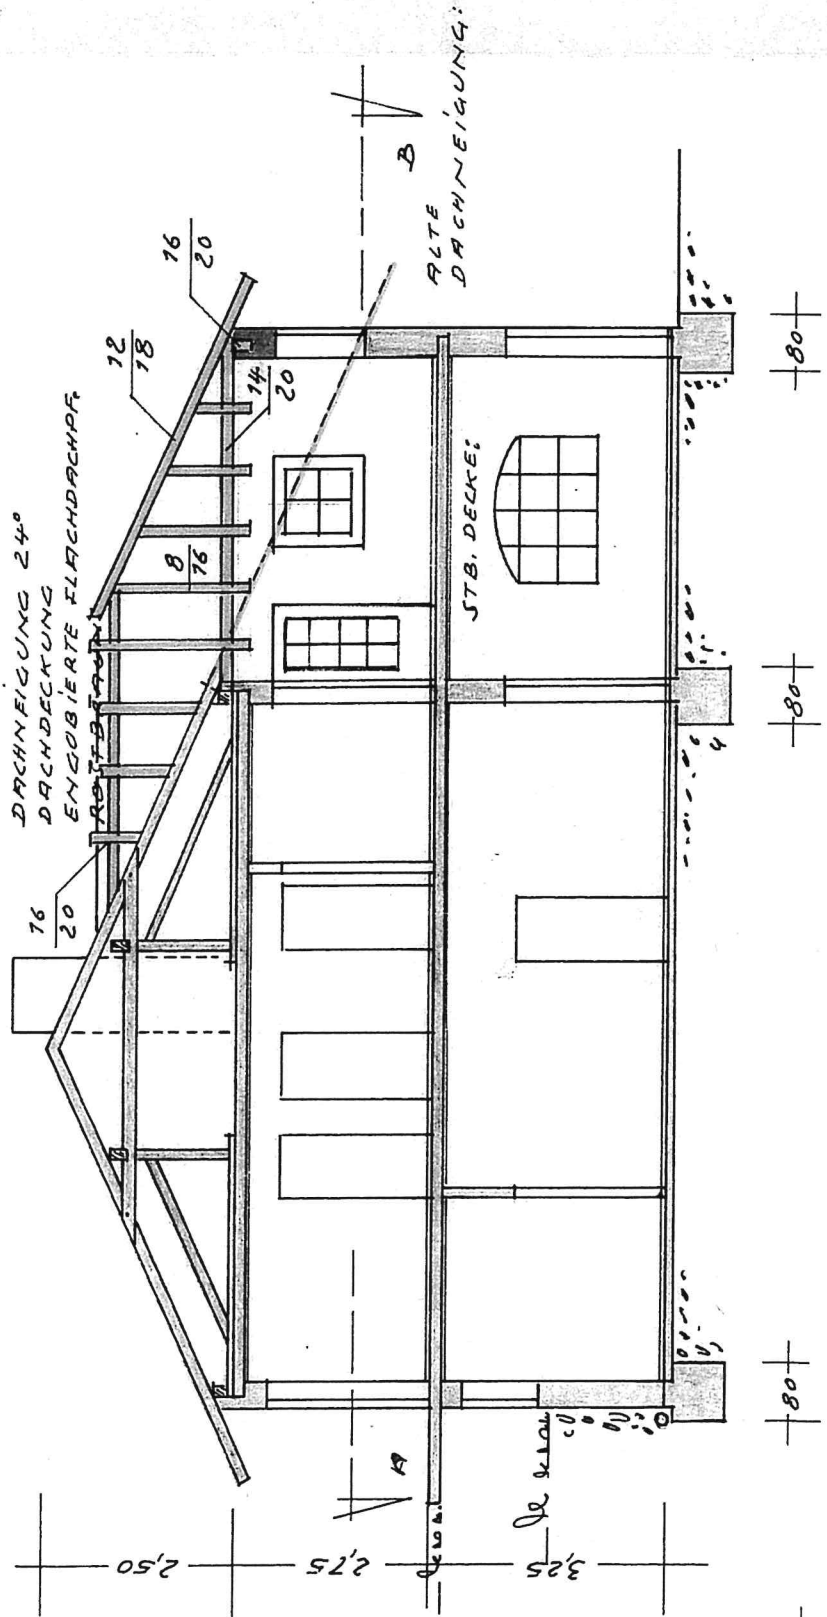 DACHNEIGUNG 24°
DACHDECKUNG
ENGOBIERTE FLACHDACHPF.
ROSTBRAUN
16
20
12
18
16
20
8
16
14
20
ALTE
DACHNEIGUNG:
B
A
STB. DECKE:
2,50
2,75
3,25
80
80
80